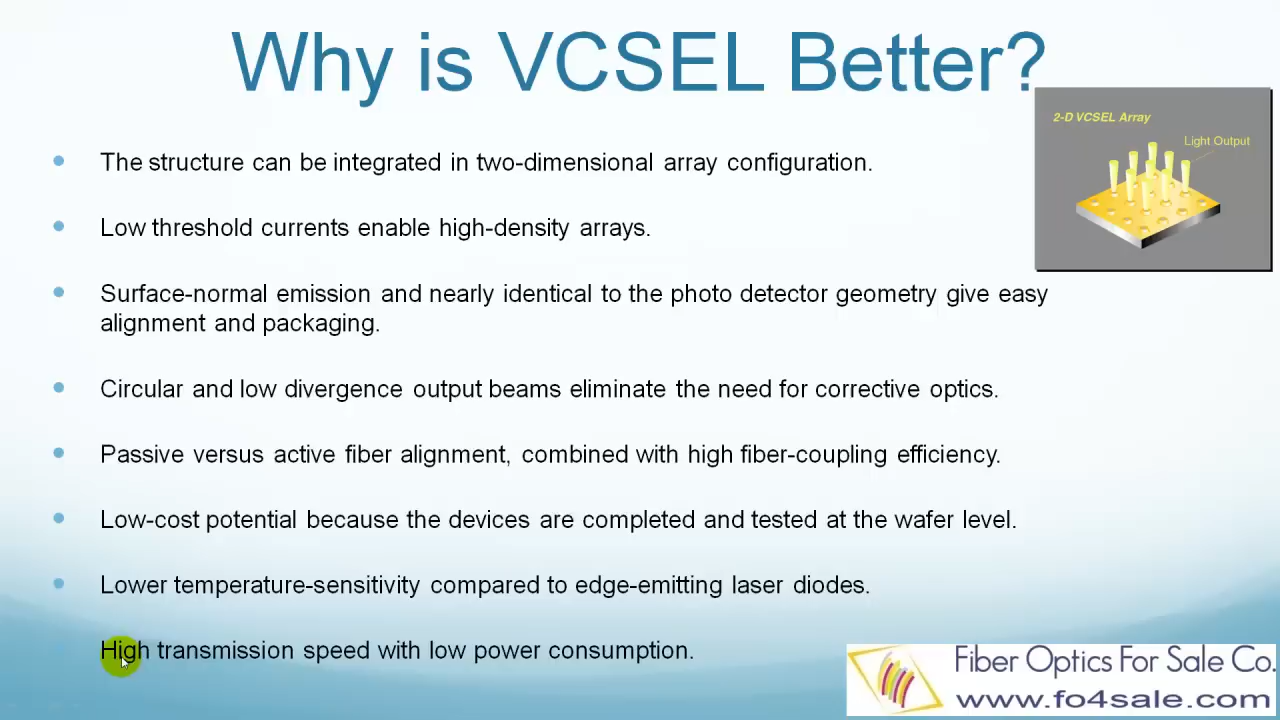 Why is VCSEL Better?
2-D VCSEL Array
Light Output
The structure can be integrated in two-dimensional array configuration.
Low threshold currents enable high-density arrays.
Surface-normal emission and nearly identical to the photo detector geometry give easy
alignment and packaging.
Circular and low divergence output beams eliminate the need for corrective optics.
Passive versus active fiber alignment, combined with high fiber-coupling efficiency.
Low-cost potential because the devices are completed and tested at the wafer level.
Lower temperature-sensitivity compared to edge-emitting laser diodes.
High transmission speed with low power consumption.
Fiber Optics For Sale Co.
www.fo4sale.com